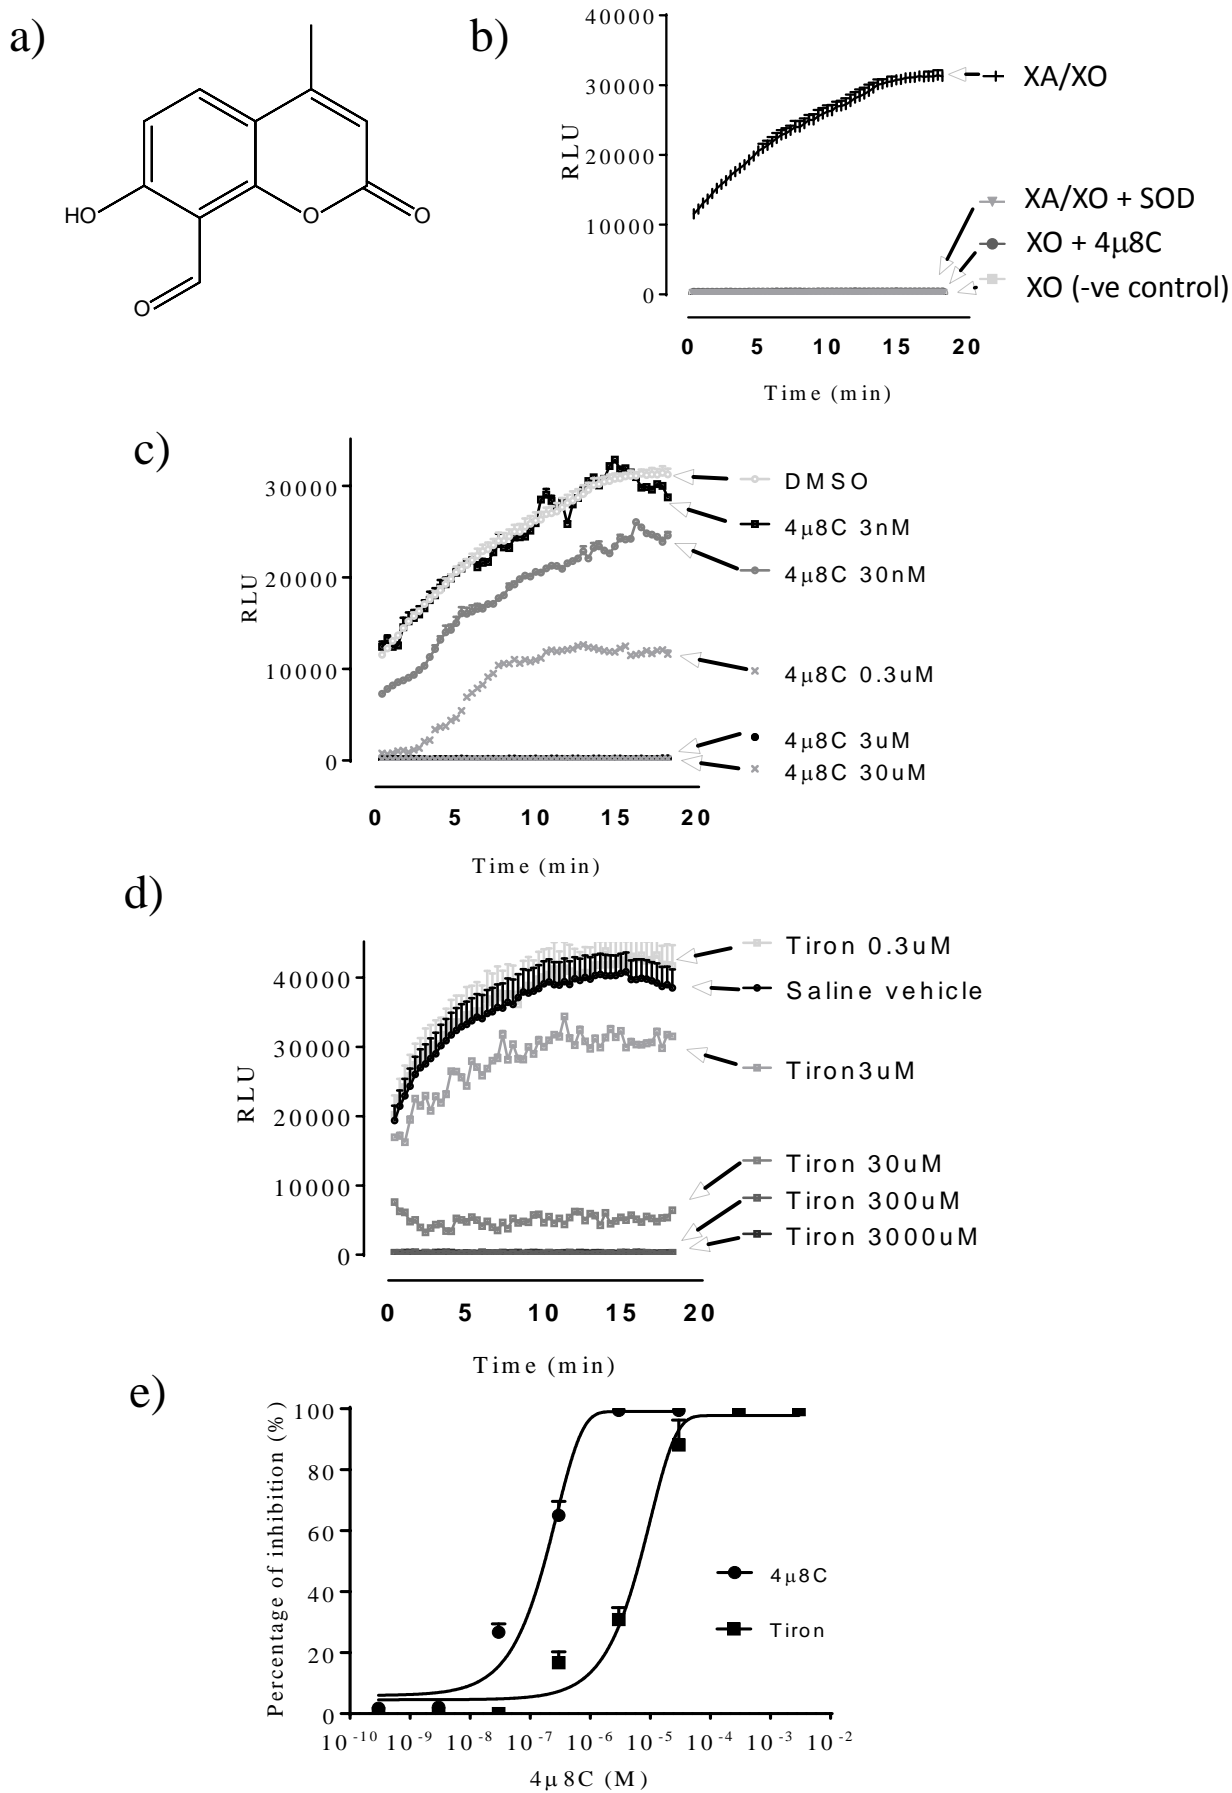 a)
HO
O
O
O
b)
RLU
40000
30000
20000
10000
0
XA/XO
XA/XO + SOD
XO + 4µ8C
XO (-ve control)
0 5 10 15 20
Time (min)
c)
RLU
30000
20000
10000
0
DMSO
4µ8C 3nM
4µ8C 30nM
4µ8C 0.3uM
4µ8C 3uM
4µ8C 30uM
0 5 10 15 20
Time (min)
d)
RLU
40000
30000
20000
10000
0
Tiron 0.3uM
Saline vehicle
Tiron3uM
Tiron 30uM
Tiron 300uM
Tiron 3000uM
0 5 10 15 20
Time (min)
e)
Percentage of inhibition (%)
100
80
60
40
20
0
4µ8C
Tiron
10-10 10-9 10-8 10-7 10-6 10-5 10-4 10-3 10-2
4µ8C (M)